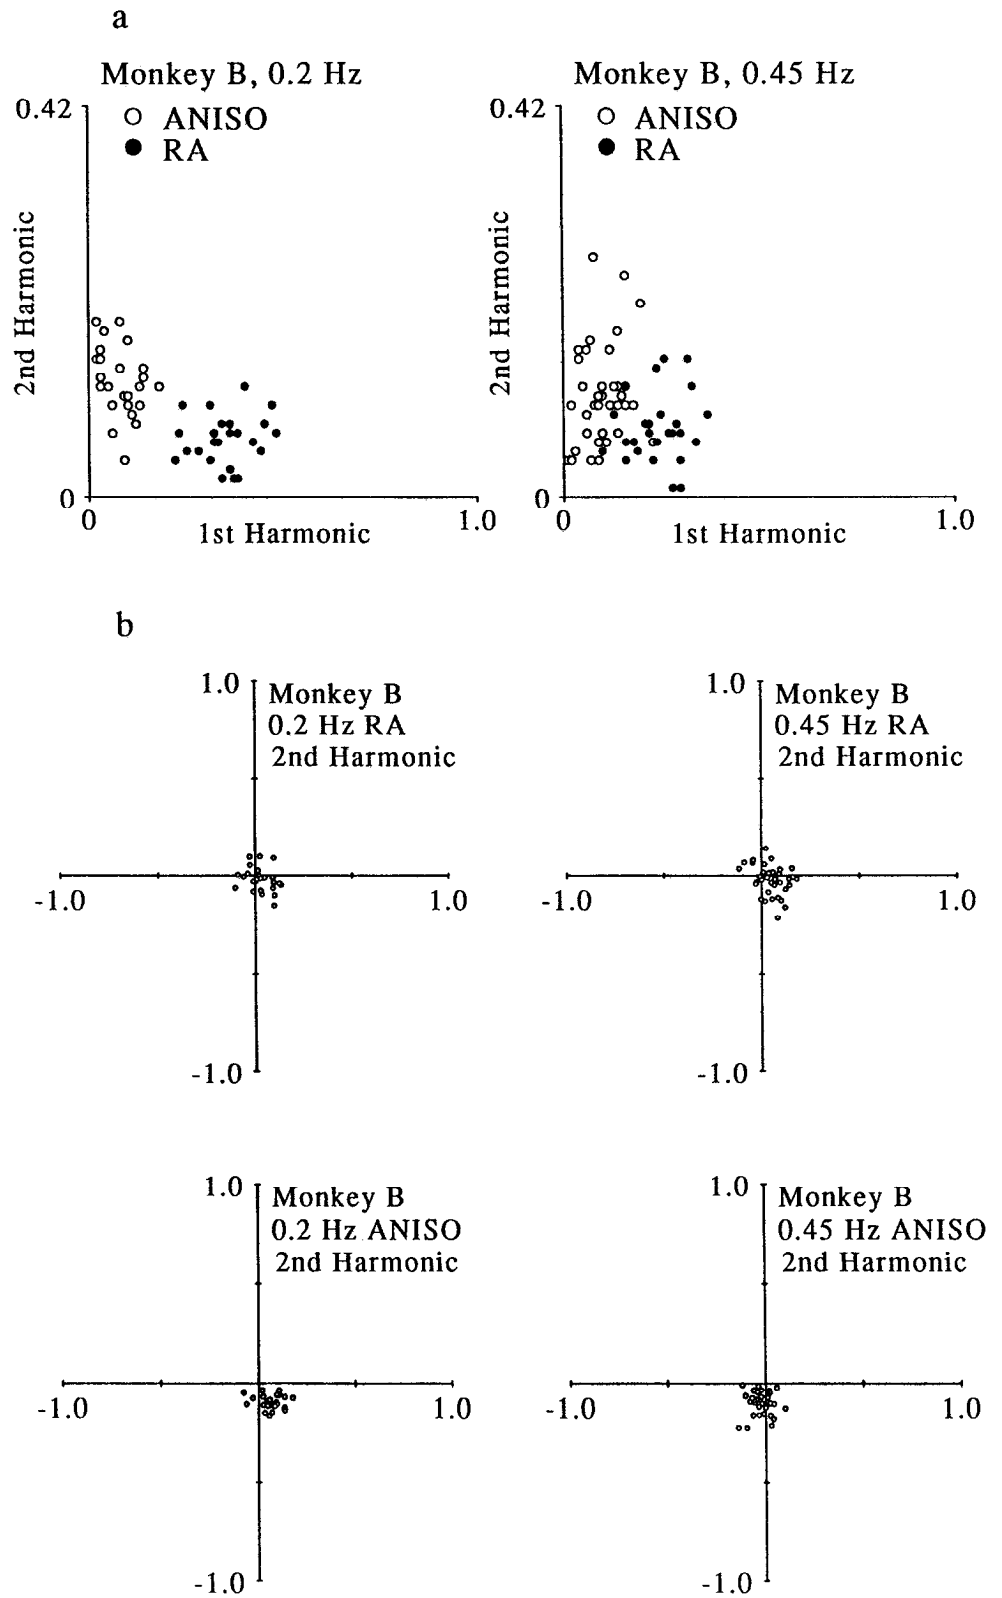 a
Monkey B, 0.2 Hz
0.42
ANISO
RA
2nd Harmonic
0
0
1.0
1st Harmonic
Monkey B, 0.45 Hz
0.42
ANISO
RA
2nd Harmonic
0
0
1.0
1st Harmonic
b
1.0
Monkey B
0.2 Hz RA
2nd Harmonic
-1.0
1.0
-1.0
1.0
Monkey B
0.45 Hz RA
2nd Harmonic
-1.0
1.0
-1.0
1.0
Monkey B
0.2 Hz ANISO
2nd Harmonic
-1.0
1.0
-1.0
1.0
Monkey B
0.45 Hz ANISO
2nd Harmonic
-1.0
1.0
-1.0